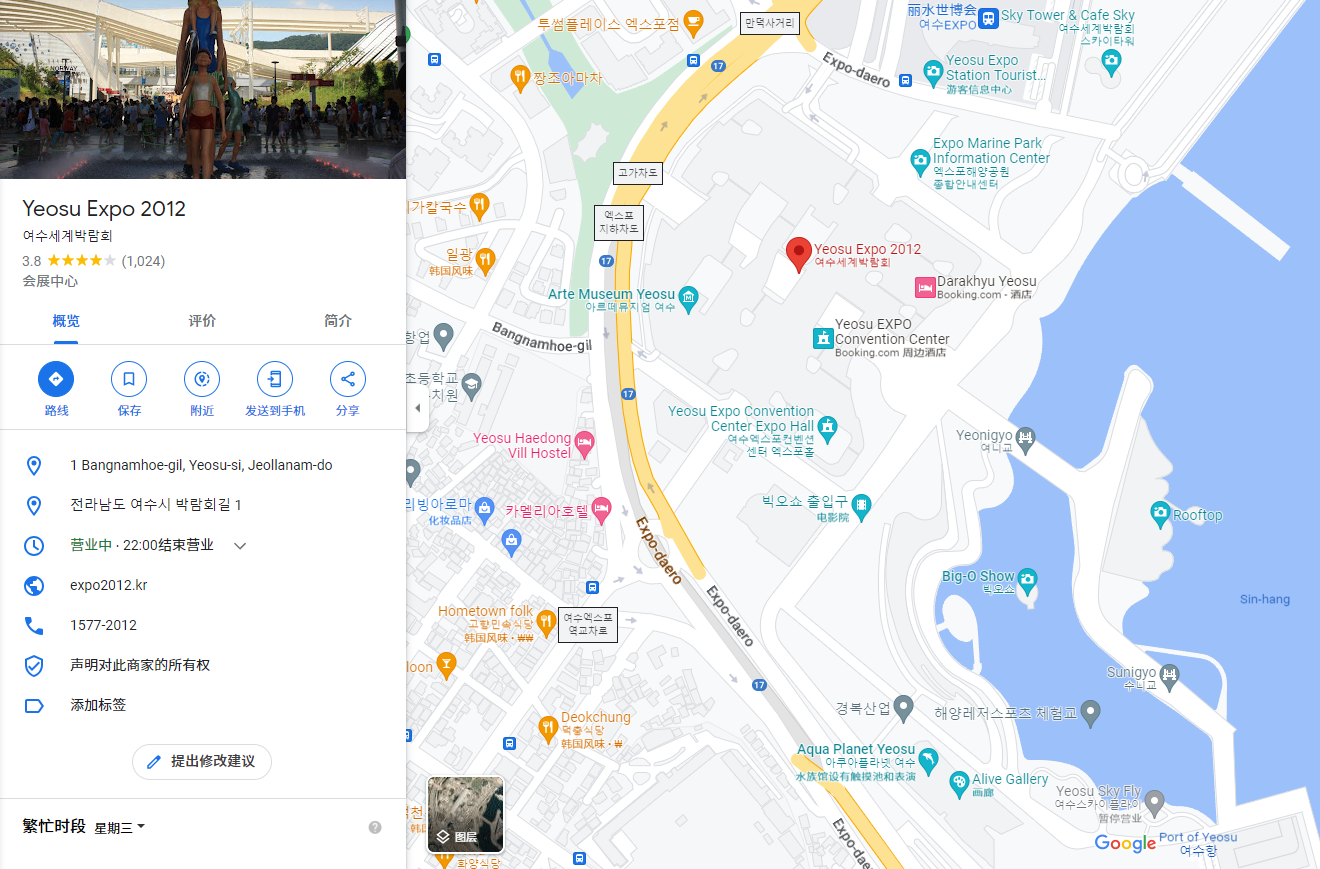 NORWAY
Yeosu Expo 2012
여수세계박람회
3.8
(1,024)
会展中心
概览
评价
简介
路线
保存
附近
发送到手机
分享
1 Bangnamhoe-gil, Yeosu-si, Jeollanam-do
전라남도 여수시 박람회길 1
营业中 · 22:00结束营业
expo2012.kr
1577-2012
声明对此商家的所有权
添加标签
提出修改建议
繁忙时段 星期三
투썸플레이스 엑스포점
만덕사거리
丽水世博会
여수EXPO
Sky Tower & Cafe Sky
여수세계박람회
스카이타워
짱조아마차
17
Expo-daero
Yeosu Expo
Station Tourist...
游客信息中心
Expo Marine Park
Information Center
엑스포해양공원
종합안내센터
고가차도
엑스포
지하차도
기가칼국수
일광
韩国风味
17
Yeosu Expo 2012
여수세계박람회
Darakhyu Yeosu
Booking.com - 酒店
Arte Museum Yeosu
아르떼뮤지엄 여수
Yeosu EXPO
Convention Center
Booking.com 周边酒店
Bangnamhoe-gil
항업
초등학교
치원
17
Yeosu Expo Convention
Center Expo Hall
여수엑스포컨벤션
센터 엑스포홀
Yeosu Haedong
Vill Hostel
Yeonigyo
여니교
리빙아로마
化妆品店
카멜리아호텔
빅오쇼 출입구
电影院
Rooftop
Expo-daero
Big-O Show
빅오쇼
Sin-hang
Hometown folk
고향민속식당
韩国风味 · ₩₩
여수엑스포
역교차로
Expo-daero
loon
17
Sunigyo
수니교
경복산업
해양레저스포츠 체험교
Deokchung
덕충식당
韩国风味 · ₩
Aqua Planet Yeosu
아쿠아플라넷 여수
水族馆设有触摸池和表演
Alive Gallery
画廊
Yeosu Sky Fly
여수스카이플라이
暂停营业
图层
천
韩
화양식당
Expo-daero
Google
Port of Yeosu
여수항